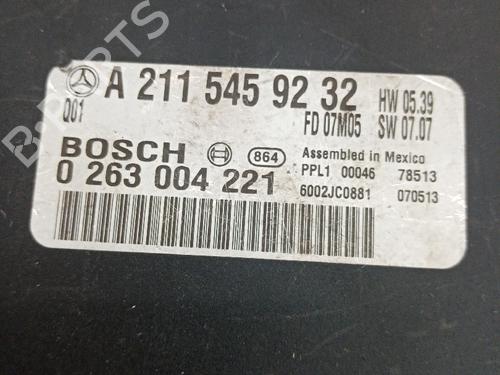 A 211 545 92 32 HW 05.39
Q01 FD 07M05 SW 07.07
BOSCH 864 Assembled in Mexico
0 263 004 221 PPL1 00046 78513
6002JC0881 070513
PARTS